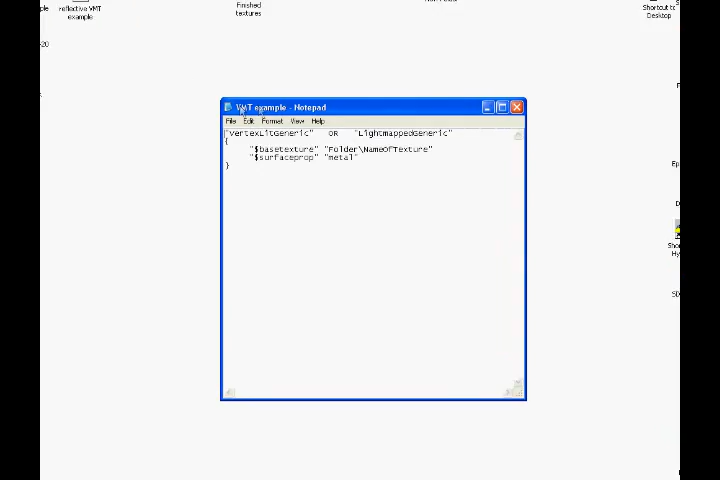 reflective VMT
example
Finished
textures
Shortcut to
Desktop
-20
VMT example - Notepad
File Edit Format View Help
"VertexLitGeneric" OR "LightmappedGeneric"
{
"$basetexture" "Folder\NameOfTexture"
"$surfaceprop" "metal"
}